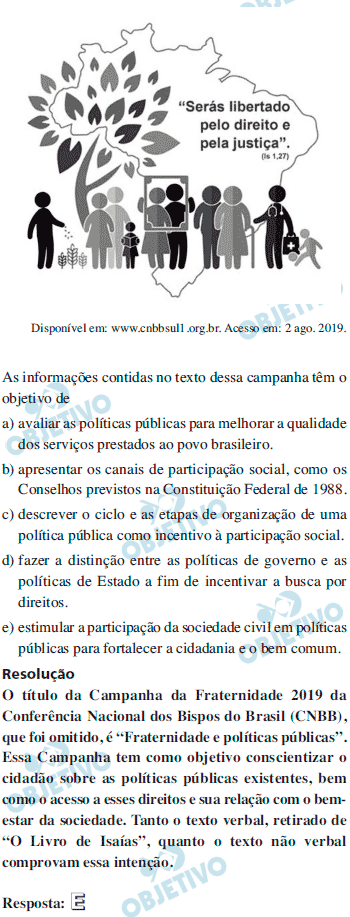 “Serás libertado
pelo direito e
pela justiça”.
(Is 1,27)
Disponível em: www.cnbbsul1.org.br. Acesso em: 2 ago. 2019.
As informações contidas no texto dessa campanha têm o
objetivo de
a) avaliar as políticas públicas para melhorar a qualidade
dos serviços prestados ao povo brasileiro.
b) apresentar os canais de participação social, como os
Conselhos previstos na Constituição Federal de 1988.
c) descrever o ciclo e as etapas de organização de uma
política pública como incentivo à participação social.
d) fazer a distinção entre as políticas de governo e as
políticas de Estado a fim de incentivar a busca por
direitos.
e) estimular a participação da sociedade civil em políticas
públicas para fortalecer a cidadania e o bem comum.
Resolução
O título da Campanha da Fraternidade 2019 da
Conferência Nacional dos Bispos do Brasil (CNBB),
que foi omitido, é “Fraternidade e políticas públicas”.
Essa Campanha tem como objetivo conscientizar o
cidadão sobre as políticas públicas existentes, bem
como o acesso a esses direitos e sua relação com o bem-
estar da sociedade. Tanto o texto verbal, retirado de
“O Livro de Isaías”, quanto o texto não verbal
comprovam essa intenção.
Resposta: E
OBJETIVO
OBJETIVO
OBJETIVO
OBJETIVO
OBJETIVO
OBJETIVO
OBJETIVO